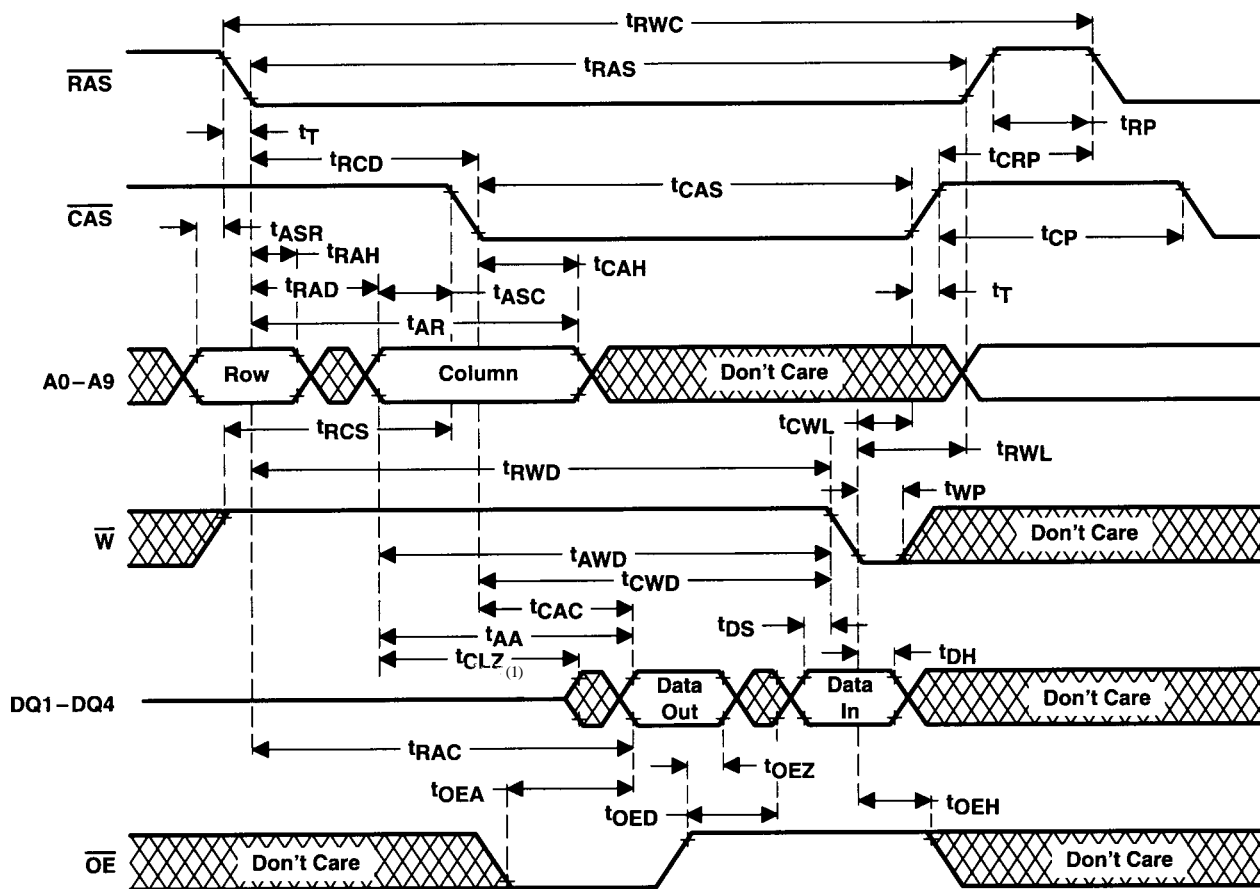 tRWC
RAS
tRAS
tT
tRP
tRCD
tCRP
CAS
tCAS
tASR
tCP
tRAH
tCAH
tRAD
tASC
tT
tAR
A0–A9
Row
Column
Don't Care
tRCS
tCWL
tRWL
tRWD
tWP
W
Don't Care
tAWD
tCWD
tCAC
tDS
tAA
tDH
tCLZ(1)
DQ1–DQ4
Data Out
Data In
Don't Care
tRAC
tOEZ
tOEA
tOED
tOEH
OE
Don't Care
Don't Care